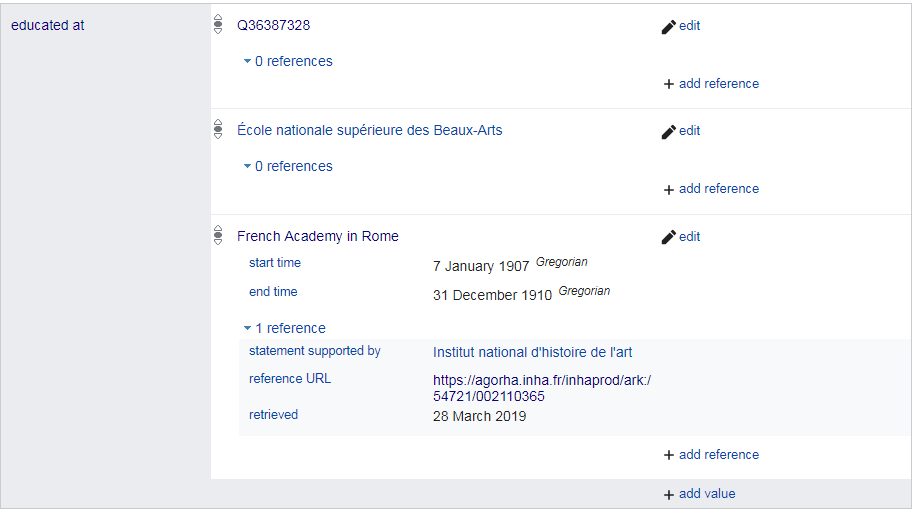 educated at
Q36387328
edit
0 references
+ add reference
École nationale supérieure des Beaux-Arts
edit
0 references
+ add reference
French Academy in Rome
edit
start time 7 January 1907 Gregorian
end time 31 December 1910 Gregorian
1 reference
statement supported by Institut national d'histoire de l'art
reference URL https://agorha.inha.fr/inhaprod/ark:/
54721/002110365
retrieved 28 March 2019
+ add reference
+ add value